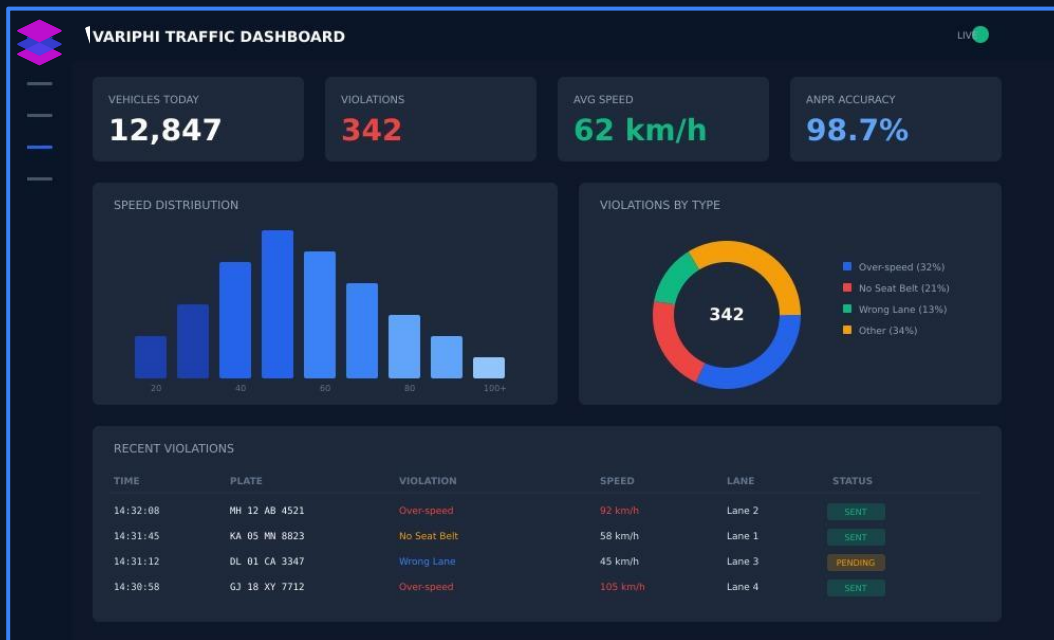 VARIPHI TRAFFIC DASHBOARD
LIVE
VEHICLES TODAY
12,847
VIOLATIONS
342
AVG SPEED
62 km/h
ANPR ACCURACY
98.7%
SPEED DISTRIBUTION
20 40 60 80 100+
VIOLATIONS BY TYPE
342
Over-speed (32%)
No Seat Belt (21%)
Wrong Lane (13%)
Other (34%)
RECENT VIOLATIONS
TIME PLATE VIOLATION SPEED LANE STATUS
14:32:08 MH 12 AB 4521 Over-speed 92 km/h Lane 2 SENT
14:31:45 KA 05 MN 8823 No Seat Belt 58 km/h Lane 1 SENT
14:31:12 DL 01 CA 3347 Wrong Lane 45 km/h Lane 3 PENDING
14:30:58 GJ 18 XY 7712 Over-speed 105 km/h Lane 4 SENT